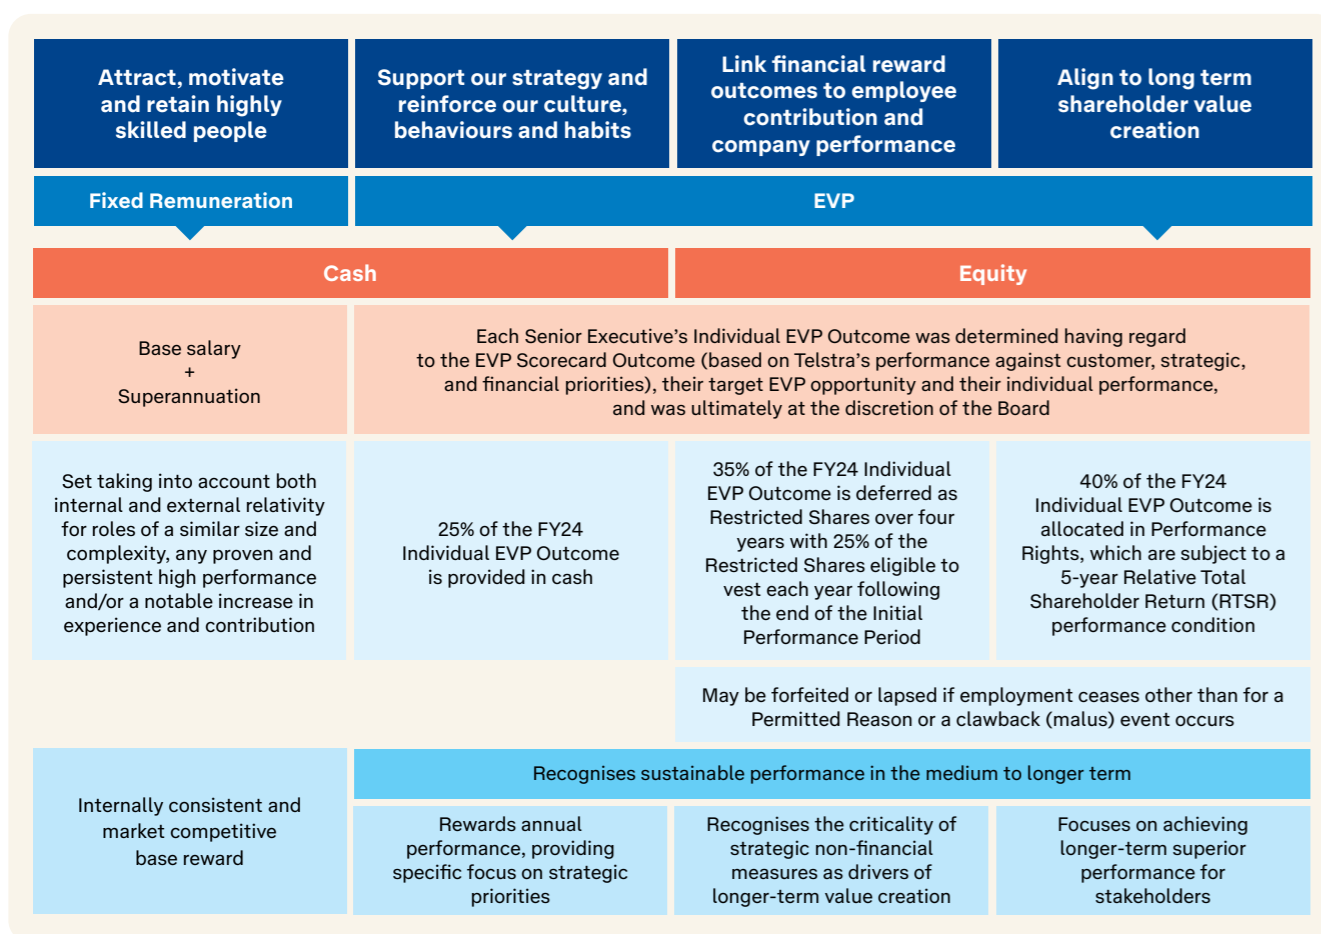 Attract, motivate
and retain highly
skilled people
Support our strategy and
reinforce our culture,
behaviours and habits
Link financial reward
outcomes to employee
contribution and
company performance
Align to long term
shareholder value
creation
Fixed Remuneration
EVP
Cash
Equity
Base salary
+
Superannuation
Each Senior Executive’s Individual EVP Outcome was determined having regard
to the EVP Scorecard Outcome (based on Telstra’s performance against customer, strategic,
and financial priorities), their target EVP opportunity and their individual performance,
and was ultimately at the discretion of the Board
Set taking into account both
internal and external relativity
for roles of a similar size and
complexity, any proven and
persistent high performance
and/or a notable increase in
experience and contribution
25% of the FY24
Individual EVP Outcome
is provided in cash
35% of the FY24 Individual
EVP Outcome is deferred as
Restricted Shares over four
years with 25% of the
Restricted Shares eligible to
vest each year following
the end of the Initial
Performance Period
40% of the FY24
Individual EVP Outcome is
allocated in Performance
Rights, which are subject to a
5-year Relative Total
Shareholder Return (RTSR)
performance condition
May be forfeited or lapsed if employment ceases other than for a
Permitted Reason or a clawback (malus) event occurs
Internally consistent and
market competitive
base reward
Recognises sustainable performance in the medium to longer term
Rewards annual
performance, providing
specific focus on strategic
priorities
Recognises the criticality of
strategic non-financial
measures as drivers of
longer-term value creation
Focuses on achieving
longer-term superior
performance for
stakeholders